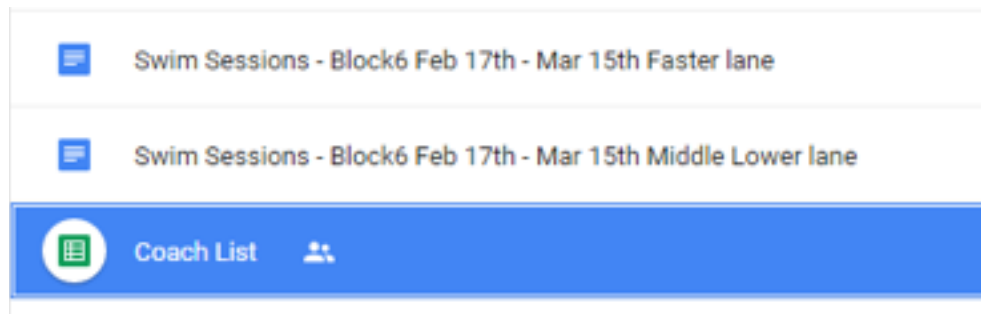 Swim Sessions - Block6 Feb 17th - Mar 15th Faster lane
Swim Sessions - Block6 Feb 17th - Mar 15th Middle Lower lane
Coach List